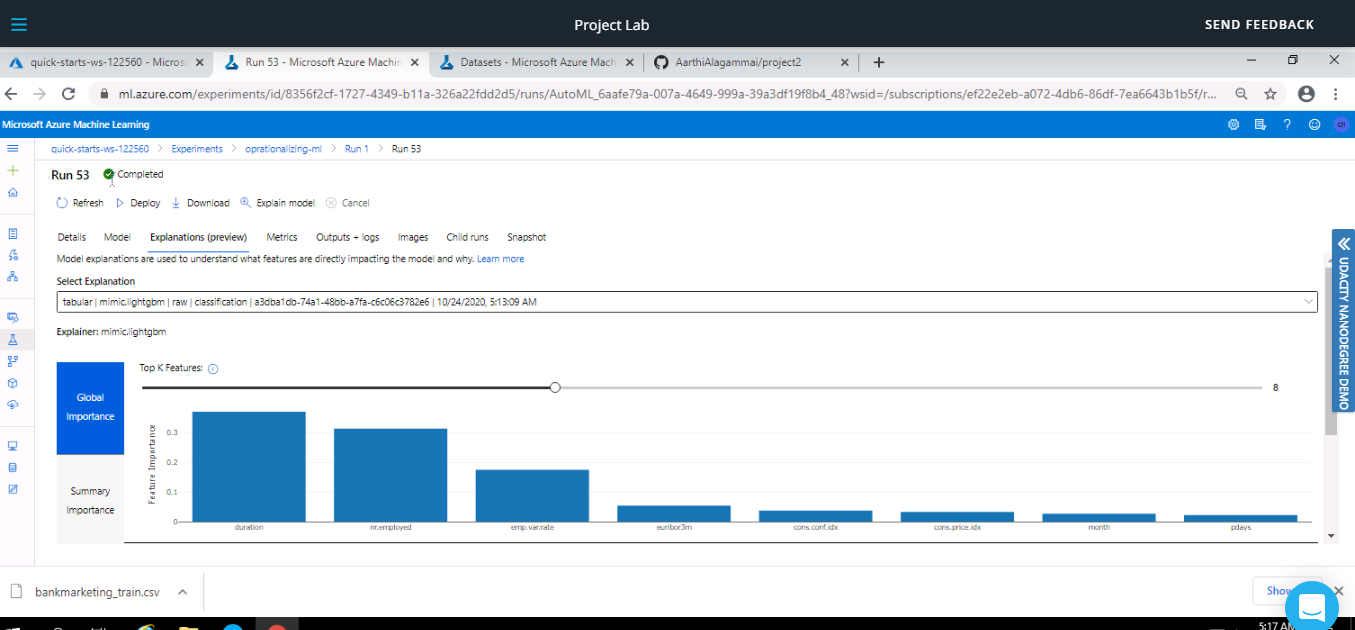 Project Lab
SEND FEEDBACK
quick-starts-ws-122560 - Micros
Run 53 - Microsoft Azure Machin
Datasets - Microsoft Azure Mach
AarthiAlagammai/project2
ml.azure.com/experiments/id/8356f2cf-1727-4349-b11a-326a22fdd2d5/runs/AutoML_6aafe79a-007a-4649-999a-39a3df19f8b4_48?wsid=/subscriptions/ef22e2eb-a072-4db6-86df-7ea6643b1b5f/r...
Microsoft Azure Machine Learning
quick-starts-ws-122560 > Experiments > oprationalizing-ml > Run 1 > Run 53
Run 53 Completed
Refresh Deploy Download Explain model Cancel
Details Model Explanations (preview) Metrics Outputs + logs Images Child runs Snapshot
Model explanations are used to understand what features are directly impacting the model and why. Learn more
Select Explanation
tabular | mimic.lightgbm | raw | classification | a3dba1db-74a1-48bb-a7fa-c6c06c3782e6 | 10/24/2020, 5:13:09 AM
Explainer: mimic.lightgbm
Top K Features:
8
Global
Importance
Summary
Importance
Feature Importance
0.3
0.2
0.1
0
duration nr.employed emp.var.rate euribor3m cons.conf.idx cons.price.idx month pdays
UDACITY NANODEGREE DEMO
bankmarketing_train.csv
Show
5:17 AM